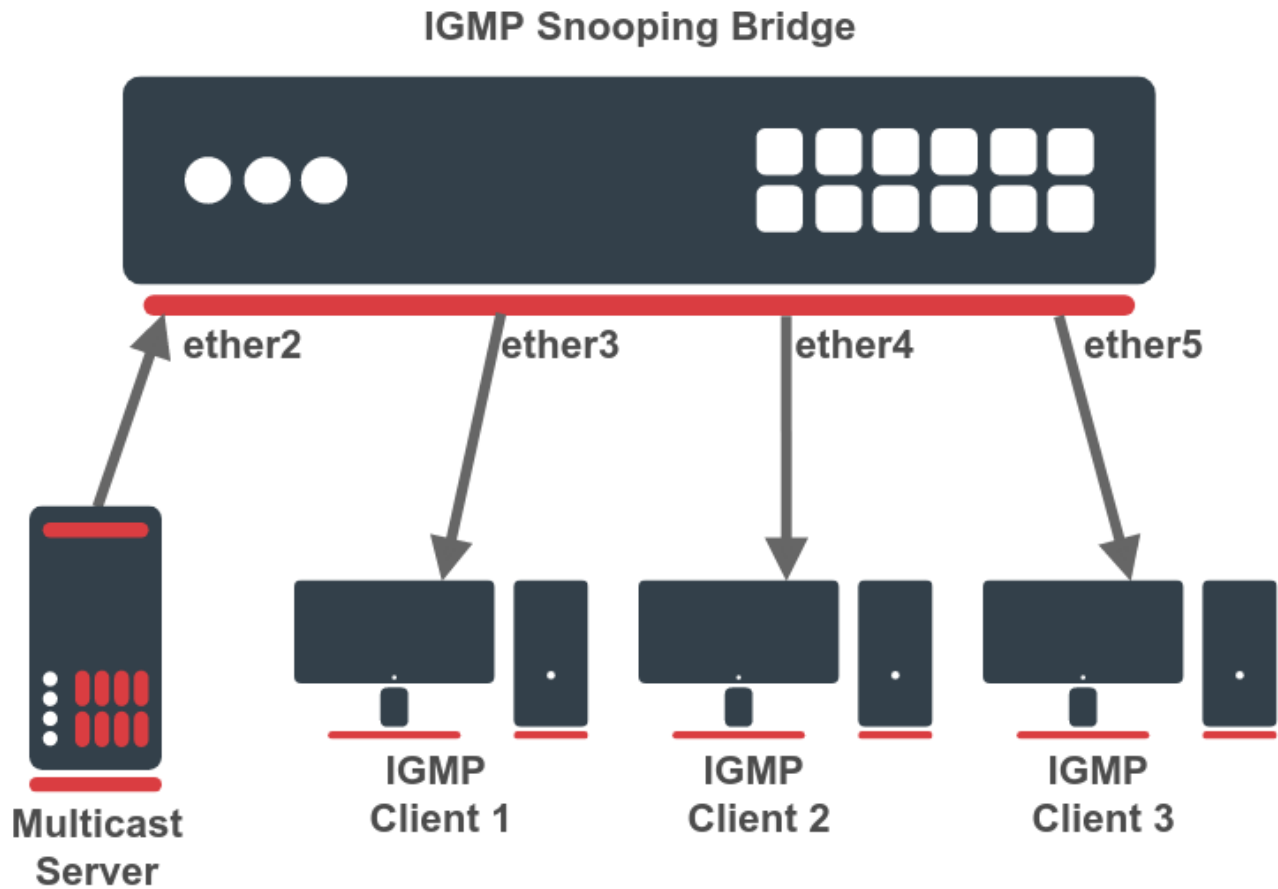 IGMP Snooping Bridge
ether2
ether3
ether4
ether5
Multicast
Server
IGMP
Client 1
IGMP
Client 2
IGMP
Client 3